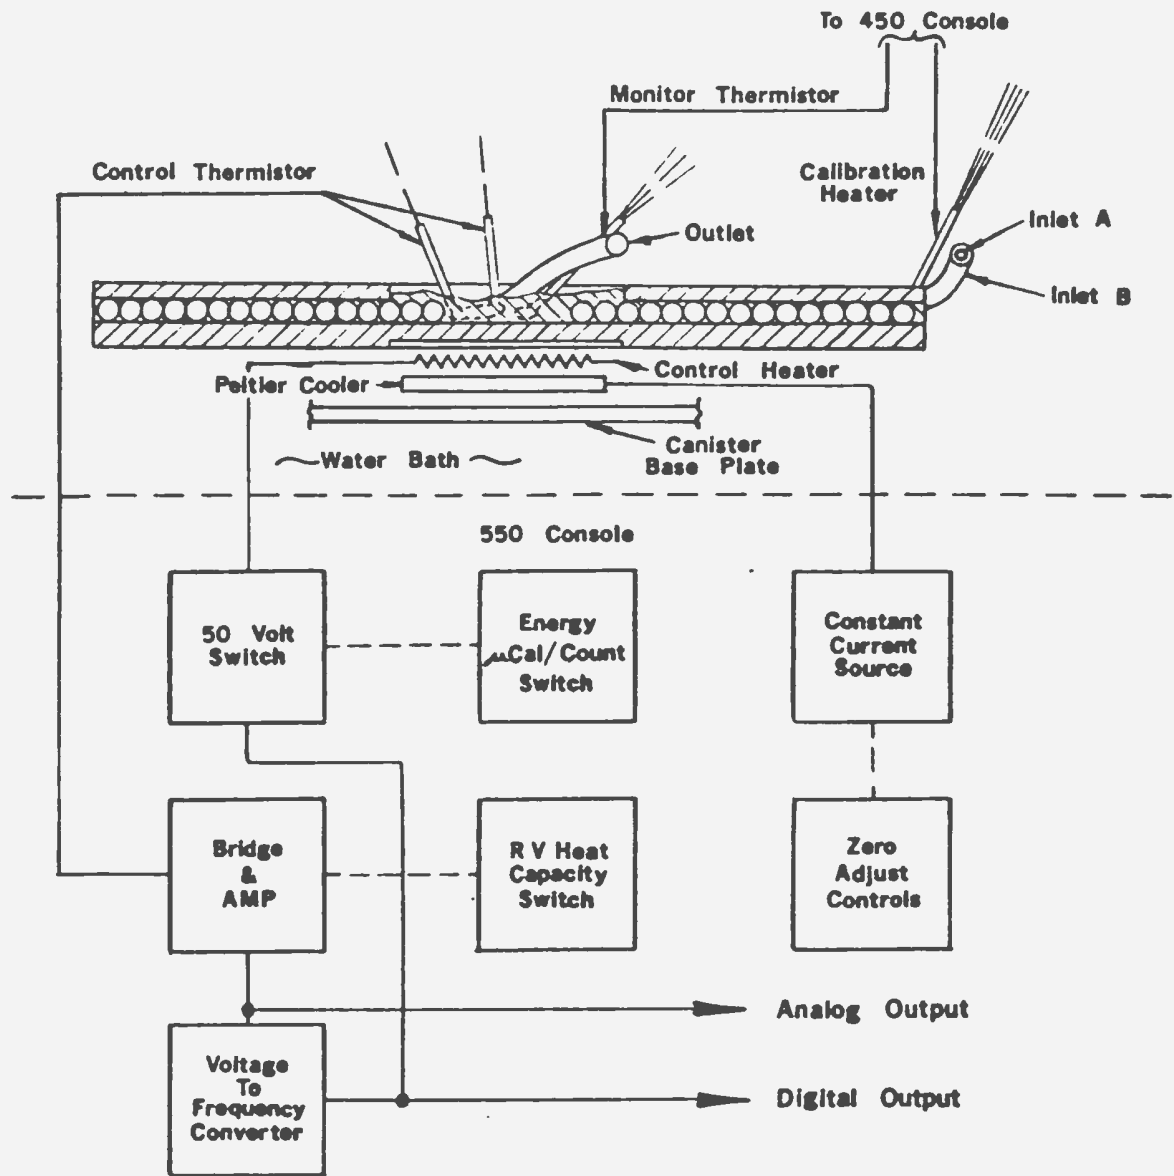 To 450 Console
Monitor Thermistor
Control Thermistor
Calibration
Heater
Inlet A
Outlet
Inlet B
Control Heater
Peltier Cooler
Canister
Base Plate
Water Bath
550 Console
50 Volt
Switch
Energy
μCal/Count
Switch
Constant
Current
Source
Bridge
&
AMP
R V Heat
Capacity
Switch
Zero
Adjust
Controls
Analog Output
Voltage
To
Frequency
Converter
Digital Output